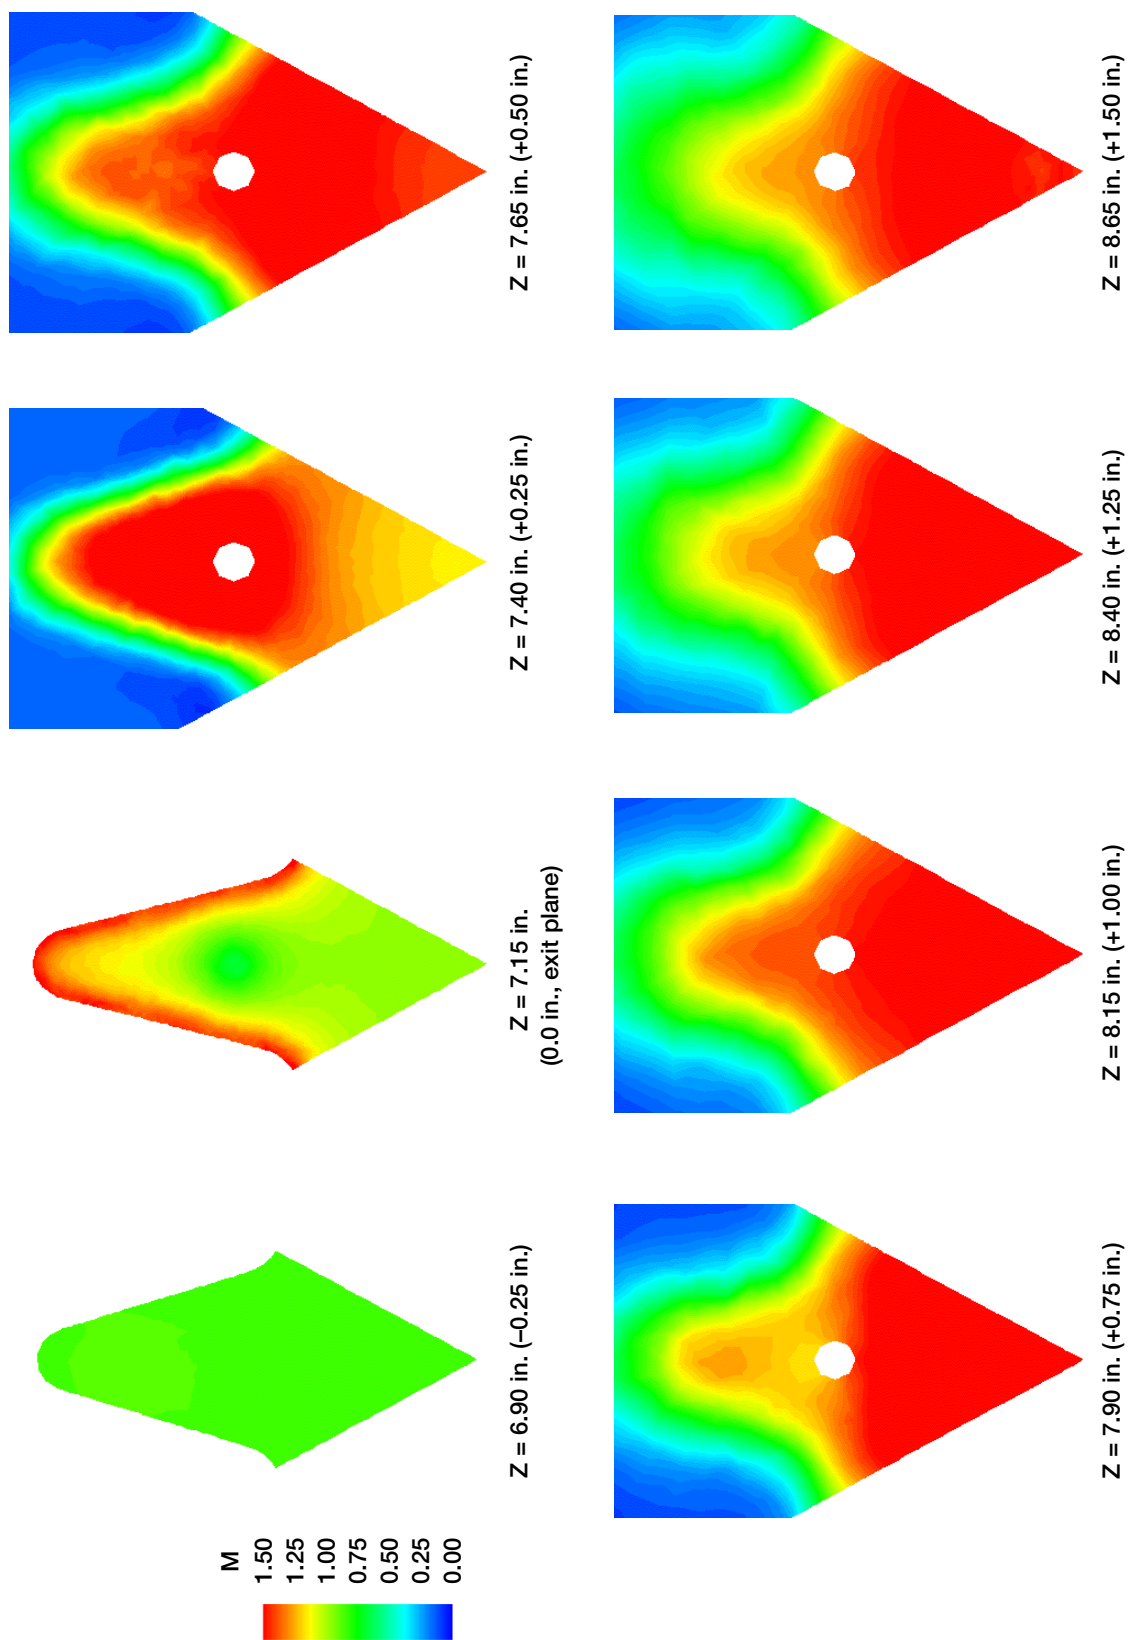 M
1.50
1.25
1.00
0.75
0.50
0.25
0.00
Z = 6.90 in. (−0.25 in.)
Z = 7.15 in.
(0.0 in., exit plane)
Z = 7.40 in. (+0.25 in.)
Z = 7.65 in. (+0.50 in.)
Z = 7.90 in. (+0.75 in.)
Z = 8.15 in. (+1.00 in.)
Z = 8.40 in. (+1.25 in.)
Z = 8.65 in. (+1.50 in.)